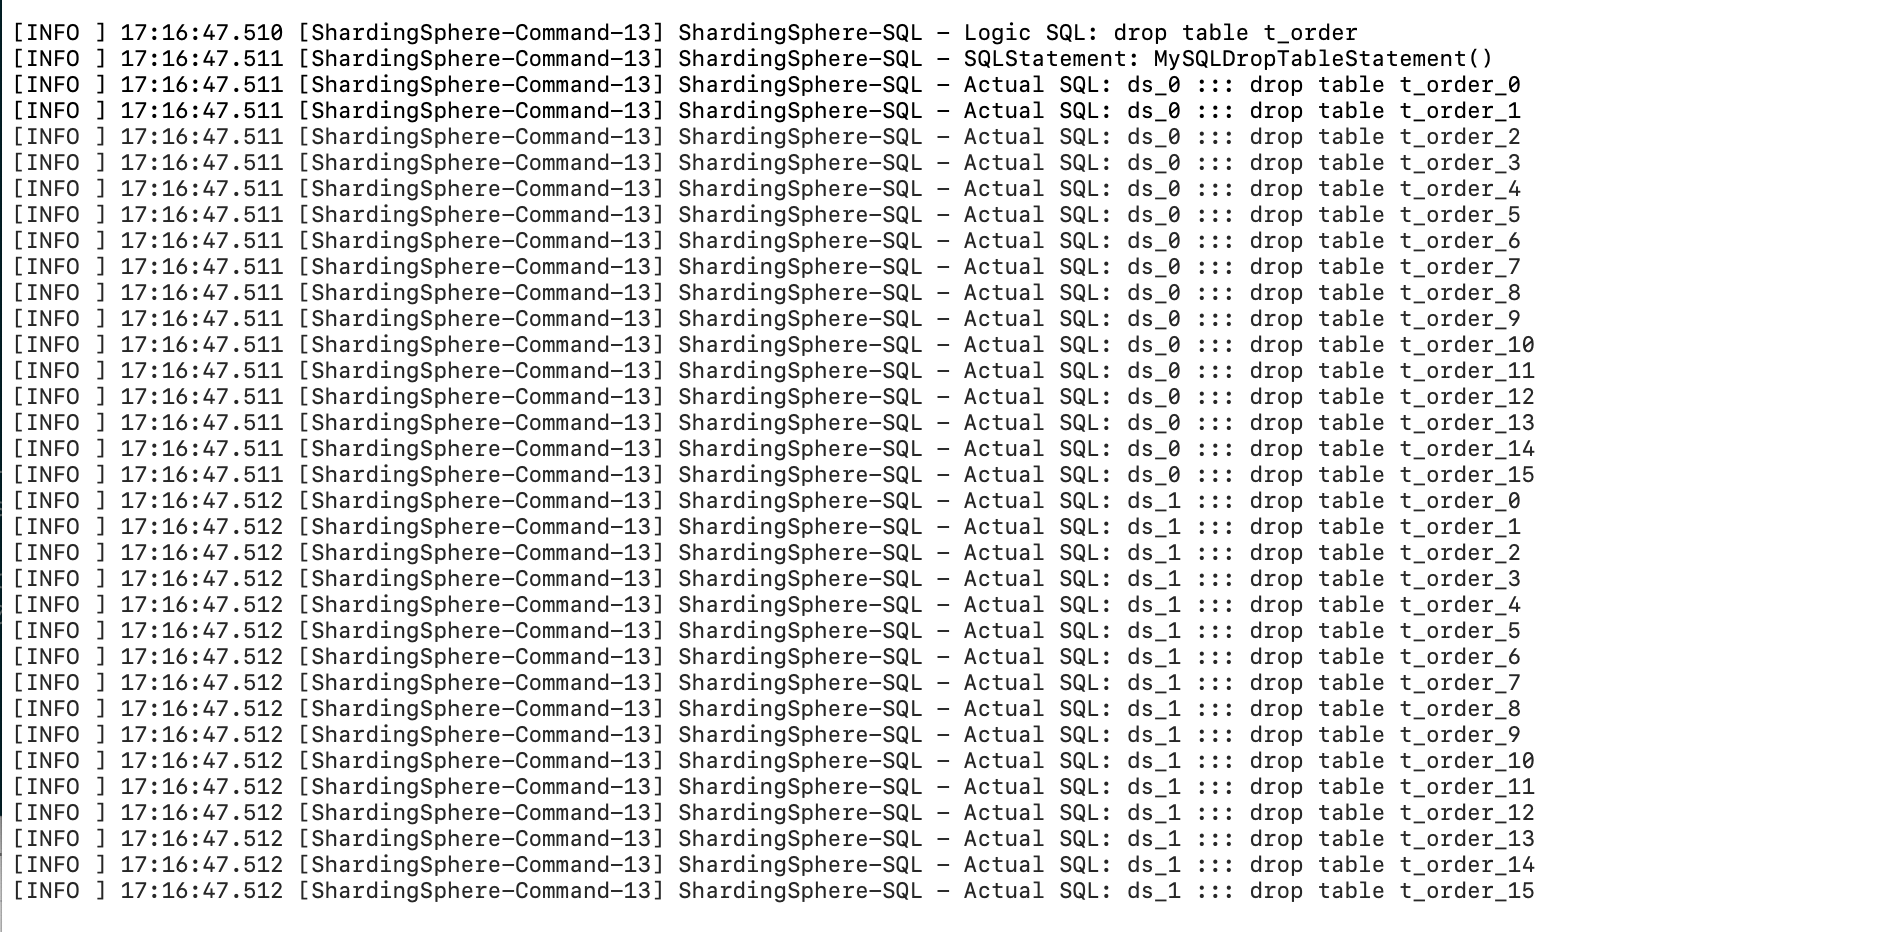 [INFO ] 17:16:47.510 [ShardingSphere-Command-13] ShardingSphere-SQL - Logic SQL: drop table t_order
[INFO ] 17:16:47.511 [ShardingSphere-Command-13] ShardingSphere-SQL - SQLStatement: MySQLDropTableStatement()
[INFO ] 17:16:47.511 [ShardingSphere-Command-13] ShardingSphere-SQL - Actual SQL: ds_0 ::: drop table t_order_0
[INFO ] 17:16:47.511 [ShardingSphere-Command-13] ShardingSphere-SQL - Actual SQL: ds_0 ::: drop table t_order_1
[INFO ] 17:16:47.511 [ShardingSphere-Command-13] ShardingSphere-SQL - Actual SQL: ds_0 ::: drop table t_order_2
[INFO ] 17:16:47.511 [ShardingSphere-Command-13] ShardingSphere-SQL - Actual SQL: ds_0 ::: drop table t_order_3
[INFO ] 17:16:47.511 [ShardingSphere-Command-13] ShardingSphere-SQL - Actual SQL: ds_0 ::: drop table t_order_4
[INFO ] 17:16:47.511 [ShardingSphere-Command-13] ShardingSphere-SQL - Actual SQL: ds_0 ::: drop table t_order_5
[INFO ] 17:16:47.511 [ShardingSphere-Command-13] ShardingSphere-SQL - Actual SQL: ds_0 ::: drop table t_order_6
[INFO ] 17:16:47.511 [ShardingSphere-Command-13] ShardingSphere-SQL - Actual SQL: ds_0 ::: drop table t_order_7
[INFO ] 17:16:47.511 [ShardingSphere-Command-13] ShardingSphere-SQL - Actual SQL: ds_0 ::: drop table t_order_8
[INFO ] 17:16:47.511 [ShardingSphere-Command-13] ShardingSphere-SQL - Actual SQL: ds_0 ::: drop table t_order_9
[INFO ] 17:16:47.511 [ShardingSphere-Command-13] ShardingSphere-SQL - Actual SQL: ds_0 ::: drop table t_order_10
[INFO ] 17:16:47.511 [ShardingSphere-Command-13] ShardingSphere-SQL - Actual SQL: ds_0 ::: drop table t_order_11
[INFO ] 17:16:47.511 [ShardingSphere-Command-13] ShardingSphere-SQL - Actual SQL: ds_0 ::: drop table t_order_12
[INFO ] 17:16:47.511 [ShardingSphere-Command-13] ShardingSphere-SQL - Actual SQL: ds_0 ::: drop table t_order_13
[INFO ] 17:16:47.511 [ShardingSphere-Command-13] ShardingSphere-SQL - Actual SQL: ds_0 ::: drop table t_order_14
[INFO ] 17:16:47.511 [ShardingSphere-Command-13] ShardingSphere-SQL - Actual SQL: ds_0 ::: drop table t_order_15
[INFO ] 17:16:47.512 [ShardingSphere-Command-13] ShardingSphere-SQL - Actual SQL: ds_1 ::: drop table t_order_0
[INFO ] 17:16:47.512 [ShardingSphere-Command-13] ShardingSphere-SQL - Actual SQL: ds_1 ::: drop table t_order_1
[INFO ] 17:16:47.512 [ShardingSphere-Command-13] ShardingSphere-SQL - Actual SQL: ds_1 ::: drop table t_order_2
[INFO ] 17:16:47.512 [ShardingSphere-Command-13] ShardingSphere-SQL - Actual SQL: ds_1 ::: drop table t_order_3
[INFO ] 17:16:47.512 [ShardingSphere-Command-13] ShardingSphere-SQL - Actual SQL: ds_1 ::: drop table t_order_4
[INFO ] 17:16:47.512 [ShardingSphere-Command-13] ShardingSphere-SQL - Actual SQL: ds_1 ::: drop table t_order_5
[INFO ] 17:16:47.512 [ShardingSphere-Command-13] ShardingSphere-SQL - Actual SQL: ds_1 ::: drop table t_order_6
[INFO ] 17:16:47.512 [ShardingSphere-Command-13] ShardingSphere-SQL - Actual SQL: ds_1 ::: drop table t_order_7
[INFO ] 17:16:47.512 [ShardingSphere-Command-13] ShardingSphere-SQL - Actual SQL: ds_1 ::: drop table t_order_8
[INFO ] 17:16:47.512 [ShardingSphere-Command-13] ShardingSphere-SQL - Actual SQL: ds_1 ::: drop table t_order_9
[INFO ] 17:16:47.512 [ShardingSphere-Command-13] ShardingSphere-SQL - Actual SQL: ds_1 ::: drop table t_order_10
[INFO ] 17:16:47.512 [ShardingSphere-Command-13] ShardingSphere-SQL - Actual SQL: ds_1 ::: drop table t_order_11
[INFO ] 17:16:47.512 [ShardingSphere-Command-13] ShardingSphere-SQL - Actual SQL: ds_1 ::: drop table t_order_12
[INFO ] 17:16:47.512 [ShardingSphere-Command-13] ShardingSphere-SQL - Actual SQL: ds_1 ::: drop table t_order_13
[INFO ] 17:16:47.512 [ShardingSphere-Command-13] ShardingSphere-SQL - Actual SQL: ds_1 ::: drop table t_order_14
[INFO ] 17:16:47.512 [ShardingSphere-Command-13] ShardingSphere-SQL - Actual SQL: ds_1 ::: drop table t_order_15